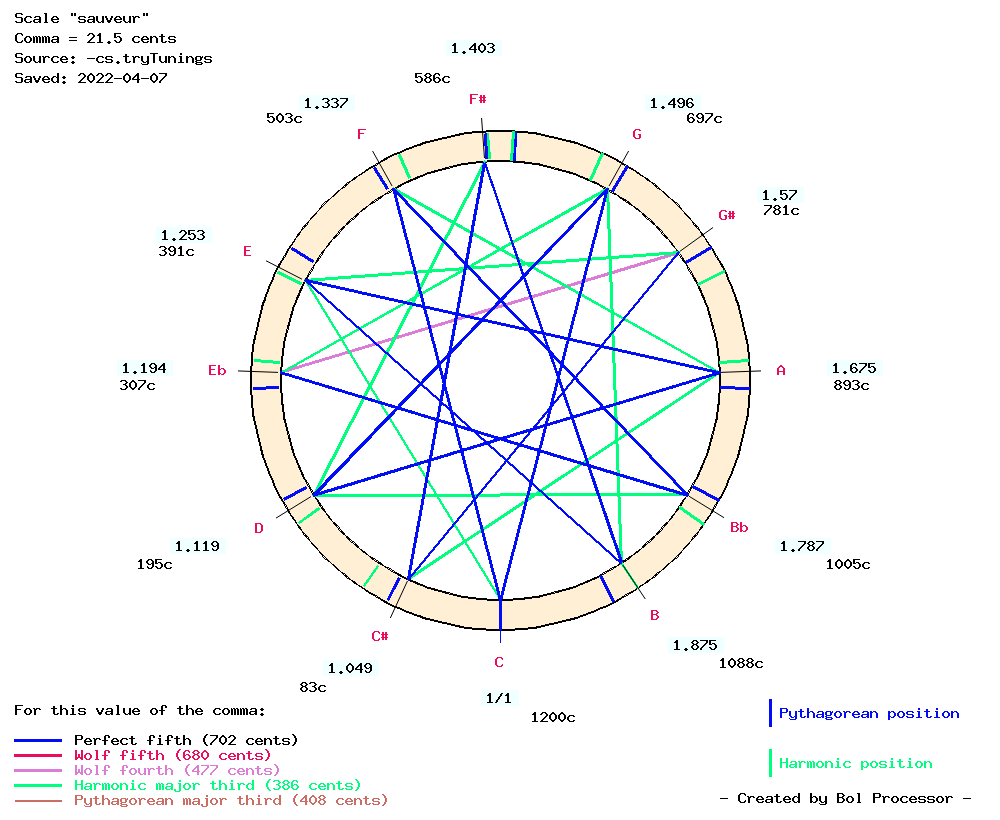 Scale "sauveur"
Comma = 21.5 cents
Source: -cs.tryTunings
Saved: 2022-04-07
1.403
586c
F#
1.337
503c
F
1.496
697c
G
1.57
781c
G#
1.253
391c
E
1.194
307c
Eb
A
1.675
893c
D
1.119
195c
Bb
1.787
1005c
C#
1.049
83c
B
1.875
1088c
C
1/1
1200c
For this value of the comma:
Perfect fifth (702 cents)
Wolf fifth (680 cents)
Wolf fourth (477 cents)
Harmonic major third (386 cents)
Pythagorean major third (408 cents)
Pythagorean position
Harmonic position
- Created by Bol Processor -